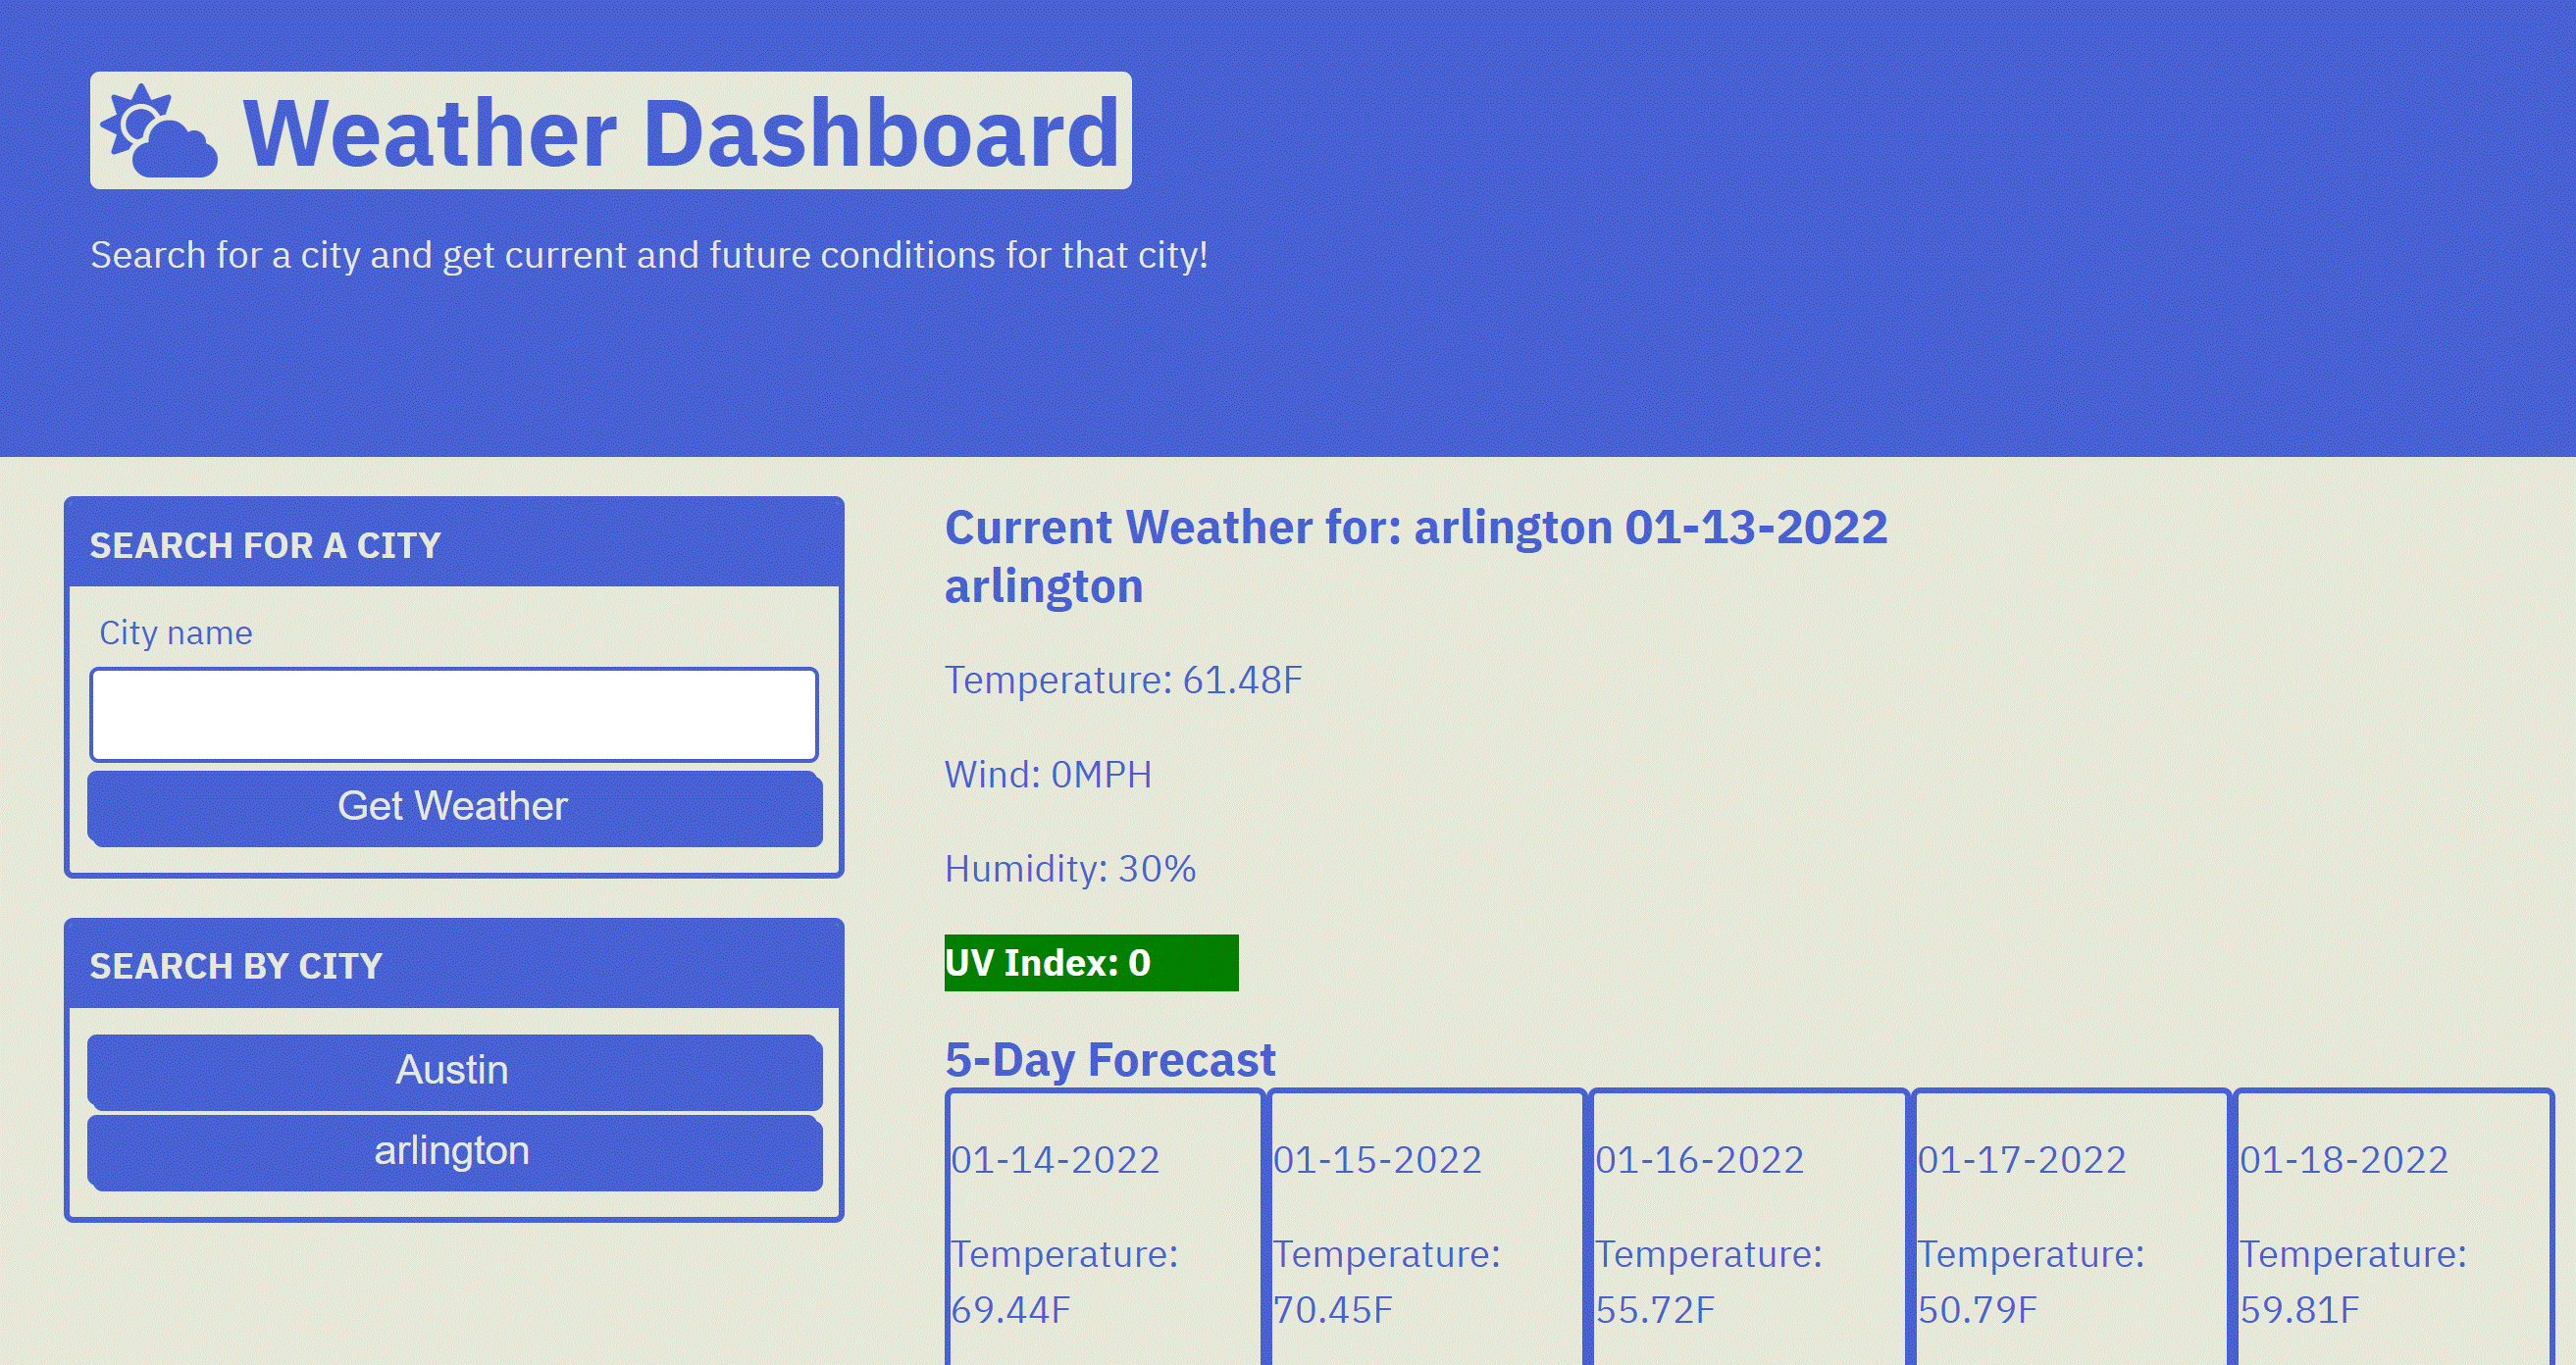 Weather Dashboard
Search for a city and get current and future conditions for that city!
SEARCH FOR A CITY
City name
Get Weather
SEARCH BY CITY
Austin
arlington
Current Weather for: arlington 01-13-2022
arlington
Temperature: 61.48F
Wind: 0MPH
Humidity: 30%
UV Index: 0
5-Day Forecast
01-14-2022
Temperature:
69.44F
01-15-2022
Temperature:
70.45F
01-16-2022
Temperature:
55.72F
01-17-2022
Temperature:
50.79F
01-18-2022
Temperature:
59.81F